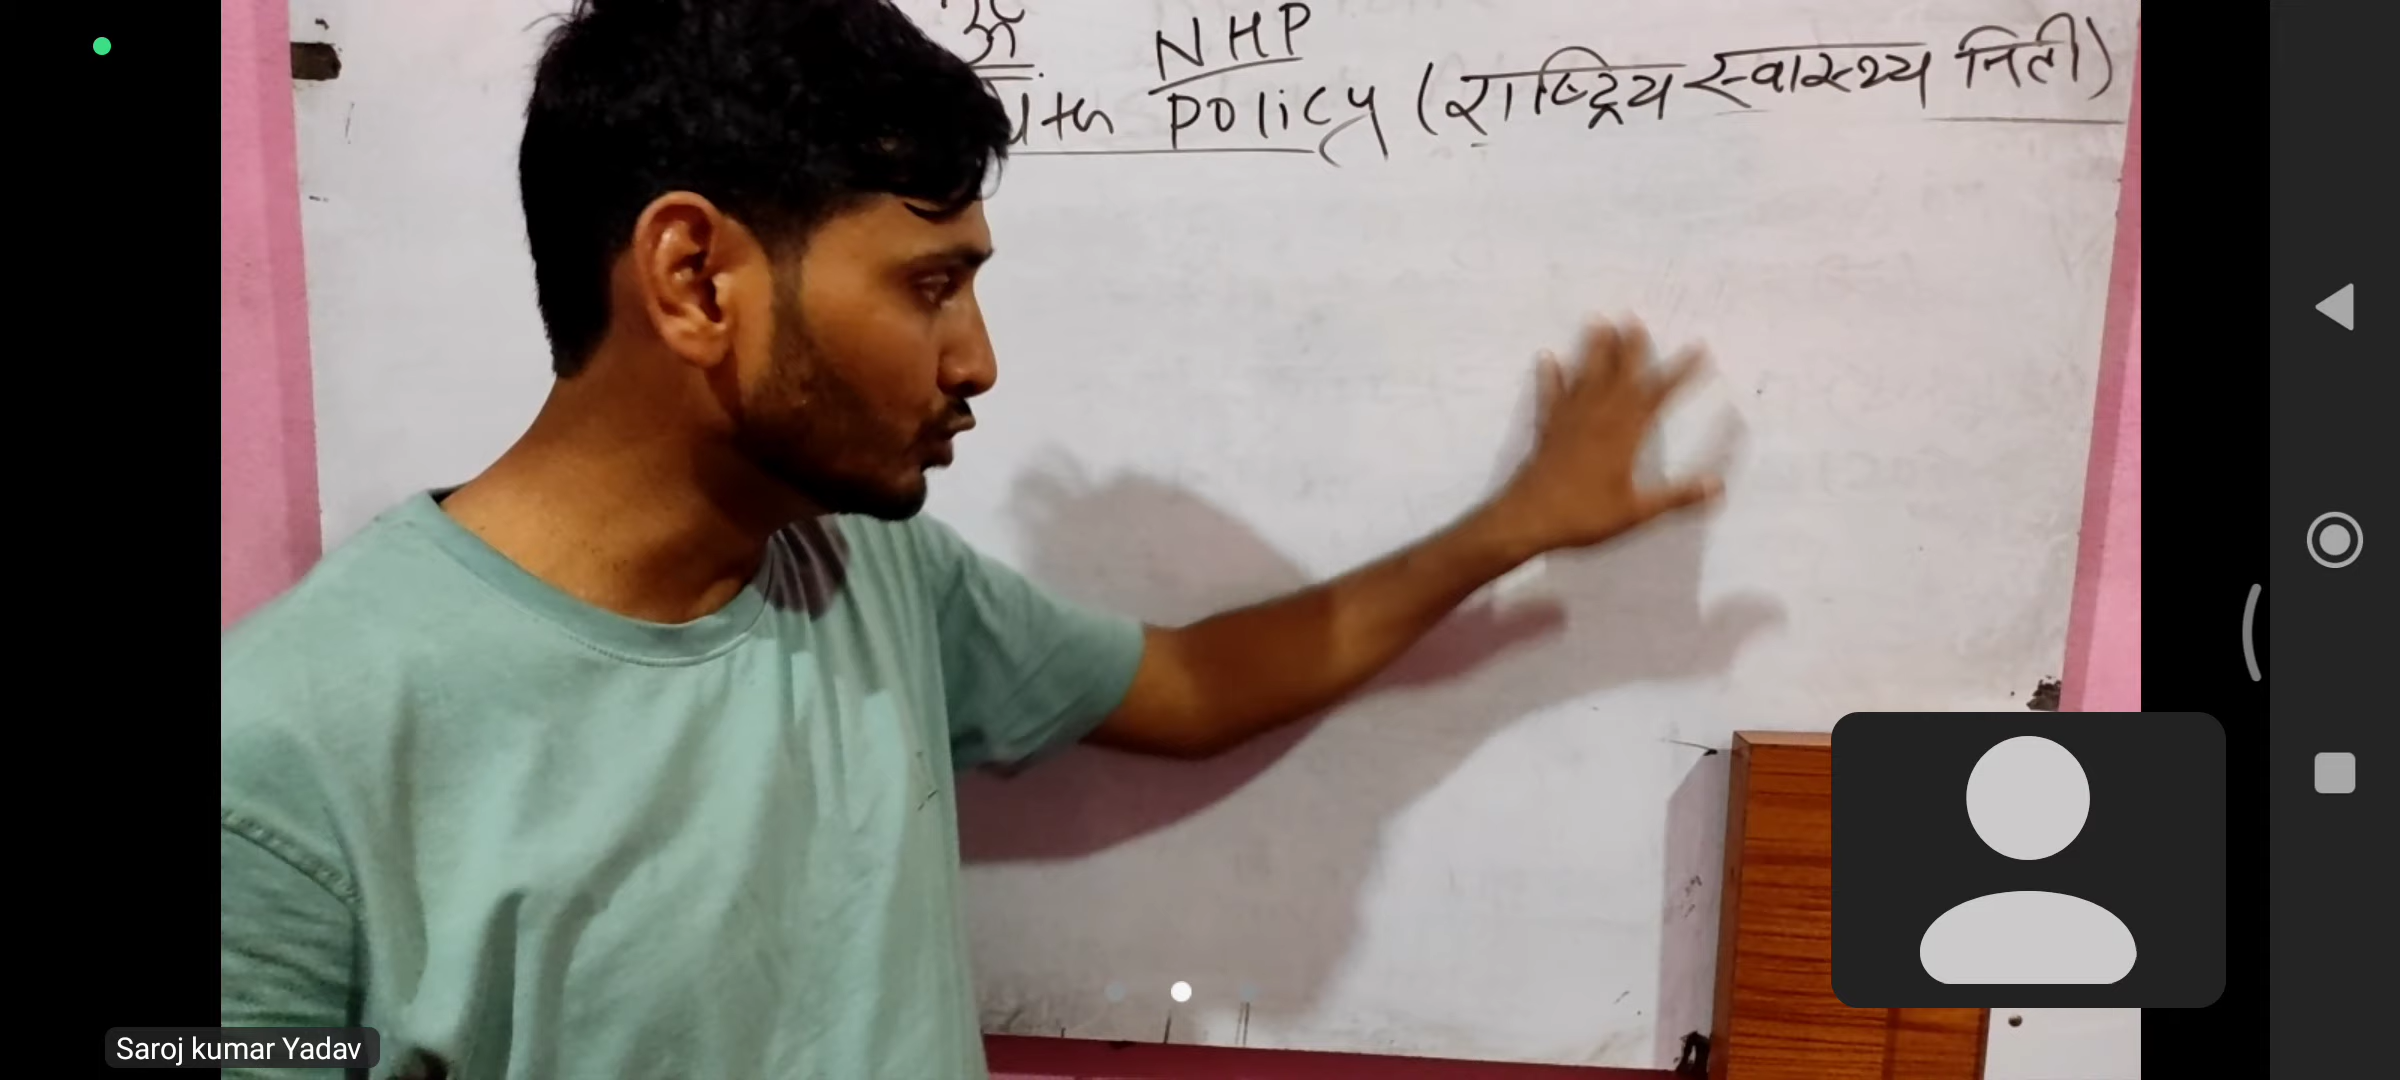 ॐ NHP
Policy (राष्ट्रिय स्वास्थ्य निती)
Saroj kumar Yadav